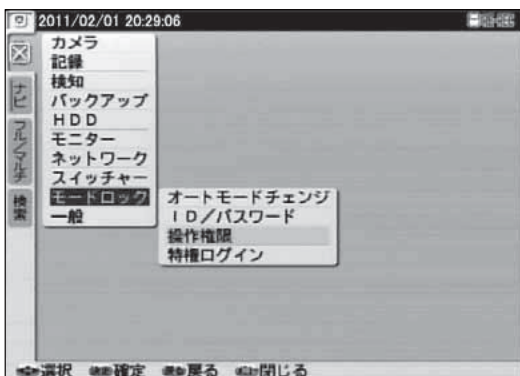 2011/02/01 20:29:06
カメラ
記録
検知
バックアップ
HDD
モニター
ネットワーク
スイッチャー
モードロック
一般
オートモードチェンジ
ID/パスワード
操作権限
特権ログイン
ナビ
フル/マルチ
検索
選択 確定 戻る 閉じる